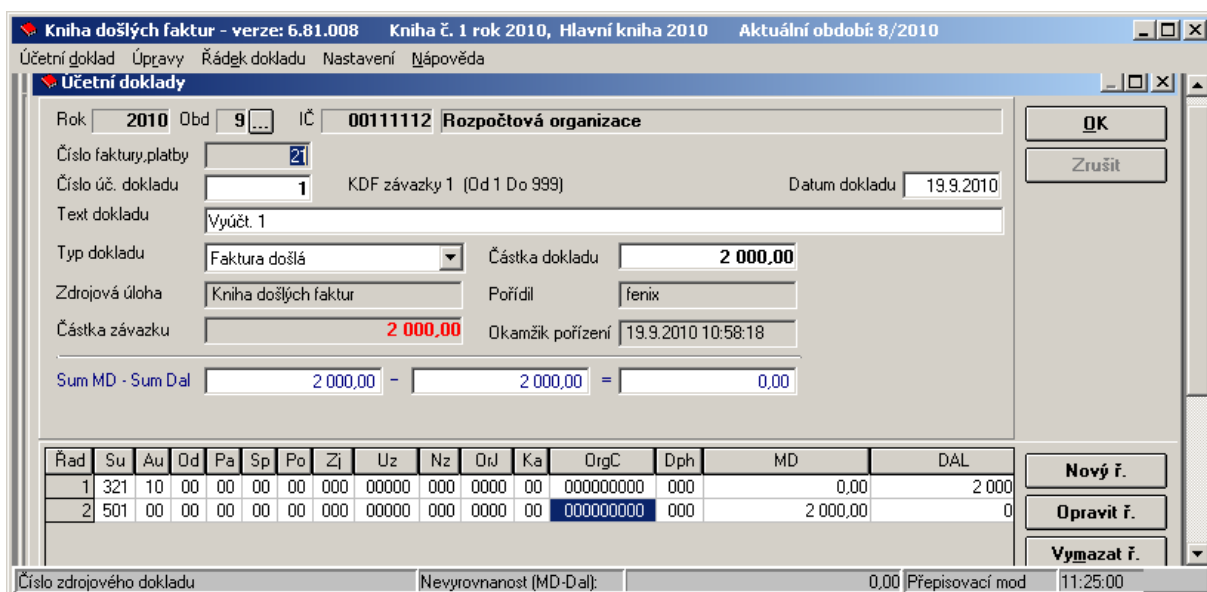 Kniha došlých faktur - verze: 6.81.008 Kniha č. 1 rok 2010, Hlavní kniha 2010 Aktuální období: 8/2010
Účetní doklad Úpravy Řádek dokladu Nastavení Nápověda
Účetní doklady
Rok 2010 Obd 9 ... IČ 00111112 Rozpočtová organizace OK
Číslo faktury,platby 21 Zrušit
Číslo úč. dokladu 1 KDF závazky 1 (Od 1 Do 999) Datum dokladu 19.9.2010
Text dokladu Vyúčt. 1
Typ dokladu Faktura došlá Částka dokladu 2 000,00
Zdrojová úloha Kniha došlých faktur Pořídil fenix
Částka závazku 2 000,00 Okamžik pořízení 19.9.2010 10:58:18
Sum MD - Sum Dal 2 000,00 - 2 000,00 = 0,00
Řad Su Au Od Pa Sp Po Zj Uz Nz OrJ Ka OrgC Dph MD DAL Nový ř.
1 321 10 00 00 00 00 000 00000 000 0000 00 000000000 000 0,00 2 000
2 501 00 00 00 00 00 000 00000 000 0000 00 000000000 000 2 000,00 0 Opravit ř.
Vymazat ř.
Číslo zdrojového dokladu Nevyrovnanost (MD-Dal): 0,00 Přepisovací mod 11:25:00